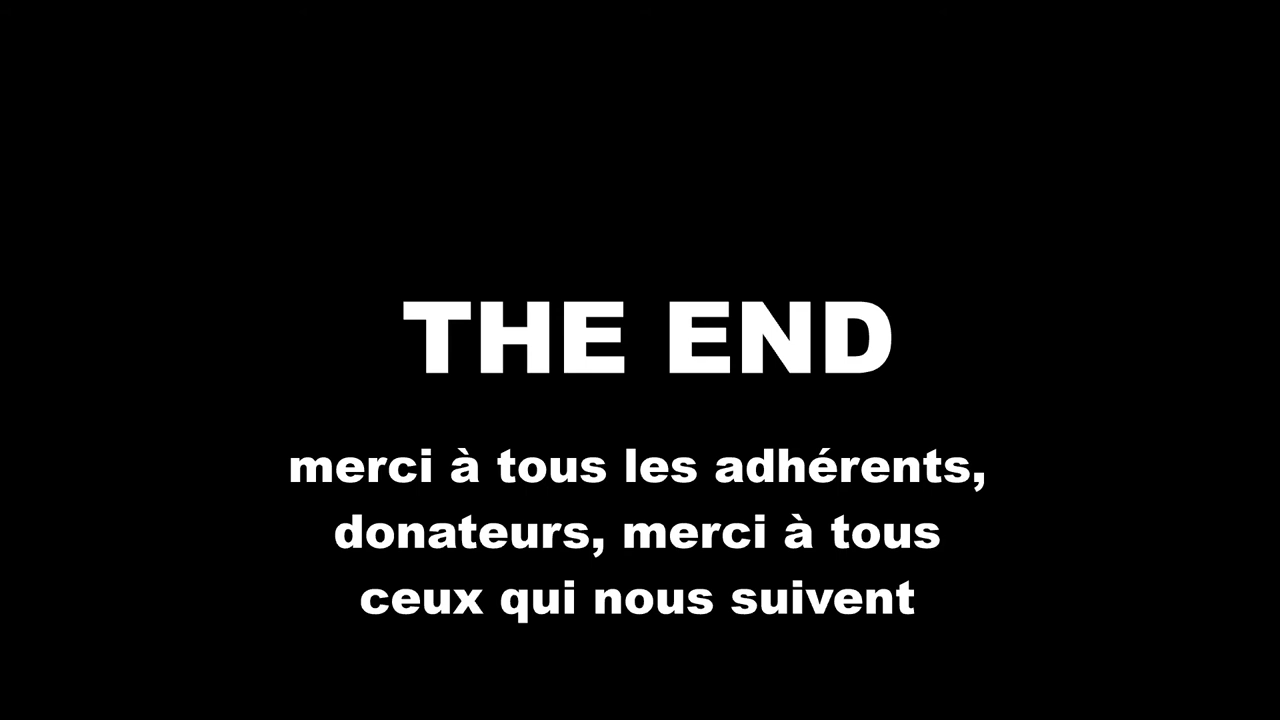 THE END
merci à tous les adhérents,
donateurs, merci à tous
ceux qui nous suivent